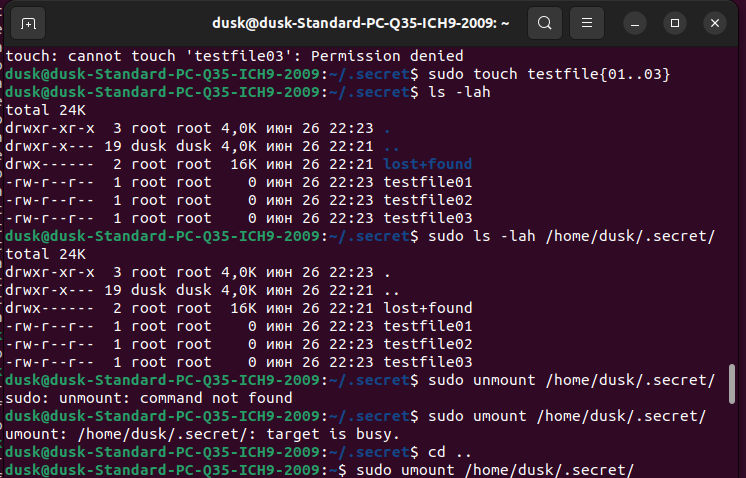 dusk@dusk-Standard-PC-Q35-ICH9-2009: ~
touch: cannot touch 'testfile03': Permission denied
dusk@dusk-Standard-PC-Q35-ICH9-2009:~/.secret$ sudo touch testfile{01..03}
dusk@dusk-Standard-PC-Q35-ICH9-2009:~/.secret$ ls -lah
total 24K
drwxr-xr-x  3 root root 4,0K июн 26 22:23 .
drwxr-x--- 19 dusk dusk 4,0K июн 26 22:21 ..
drwx------  2 root root  16K июн 26 22:21 lost+found
-rw-r--r--  1 root root    0 июн 26 22:23 testfile01
-rw-r--r--  1 root root    0 июн 26 22:23 testfile02
-rw-r--r--  1 root root    0 июн 26 22:23 testfile03
dusk@dusk-Standard-PC-Q35-ICH9-2009:~/.secret$ sudo ls -lah /home/dusk/.secret/
total 24K
drwxr-xr-x  3 root root 4,0K июн 26 22:23 .
drwxr-x--- 19 dusk dusk 4,0K июн 26 22:21 ..
drwx------  2 root root  16K июн 26 22:21 lost+found
-rw-r--r--  1 root root    0 июн 26 22:23 testfile01
-rw-r--r--  1 root root    0 июн 26 22:23 testfile02
-rw-r--r--  1 root root    0 июн 26 22:23 testfile03
dusk@dusk-Standard-PC-Q35-ICH9-2009:~/.secret$ sudo unmount /home/dusk/.secret/
sudo: unmount: command not found
dusk@dusk-Standard-PC-Q35-ICH9-2009:~/.secret$ sudo umount /home/dusk/.secret/
umount: /home/dusk/.secret/: target is busy.
dusk@dusk-Standard-PC-Q35-ICH9-2009:~/.secret$ cd ..
dusk@dusk-Standard-PC-Q35-ICH9-2009:~$ sudo umount /home/dusk/.secret/